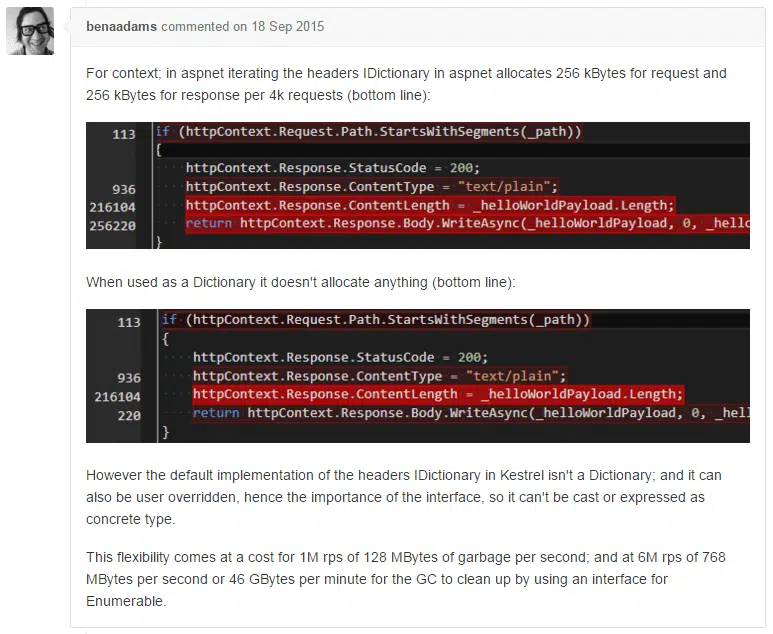 benaadams commented on 18 Sep 2015
For context; in aspnet iterating the headers IDictionary in aspnet allocates 256 kBytes for request and
256 kBytes for response per 4k requests (bottom line):
113 if (httpContext.Request.Path.StartsWithSegments(_path))
{
httpContext.Response.StatusCode = 200;
936 httpContext.Response.ContentType = "text/plain";
216104 httpContext.Response.ContentLength = _helloWorldPayload.Length;
256220 return httpContext.Response.Body.WriteAsync(_helloWorldPayload, 0, _hello
}
When used as a Dictionary it doesn't allocate anything (bottom line):
113 if (httpContext.Request.Path.StartsWithSegments(_path))
{
httpContext.Response.StatusCode = 200;
936 httpContext.Response.ContentType = "text/plain";
216104 httpContext.Response.ContentLength = _helloWorldPayload.Length;
220 return httpContext.Response.Body.WriteAsync(_helloWorldPayload, 0, _hell
}
However the default implementation of the headers IDictionary in Kestrel isn't a Dictionary; and it can
also be user overridden, hence the importance of the interface, so it can't be cast or expressed as
concrete type.
This flexibility comes at a cost for 1M rps of 128 MBytes of garbage per second; and at 6M rps of 768
MBytes per second or 46 GBytes per minute for the GC to clean up by using an interface for
Enumerable.